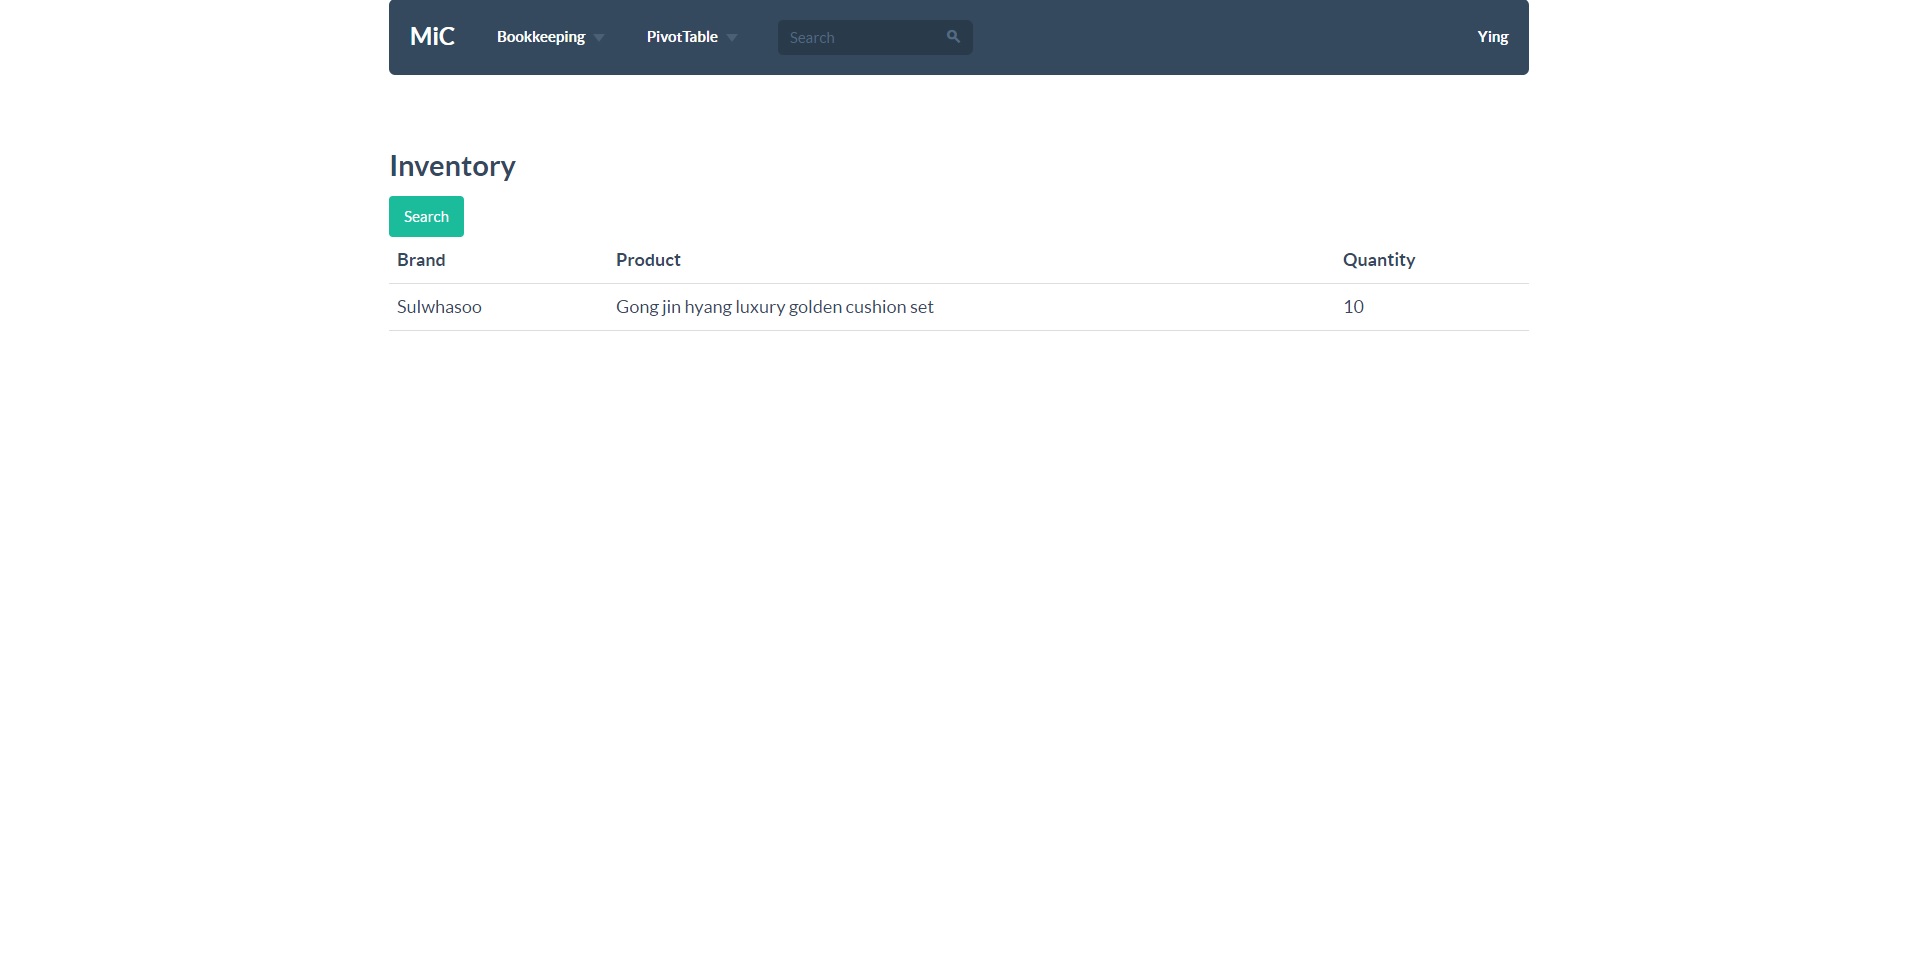 MiC Bookkeeping PivotTable Search Ying
Inventory
Search
Brand Product Quantity
Sulwhasoo Gong jin hyang luxury golden cushion set 10